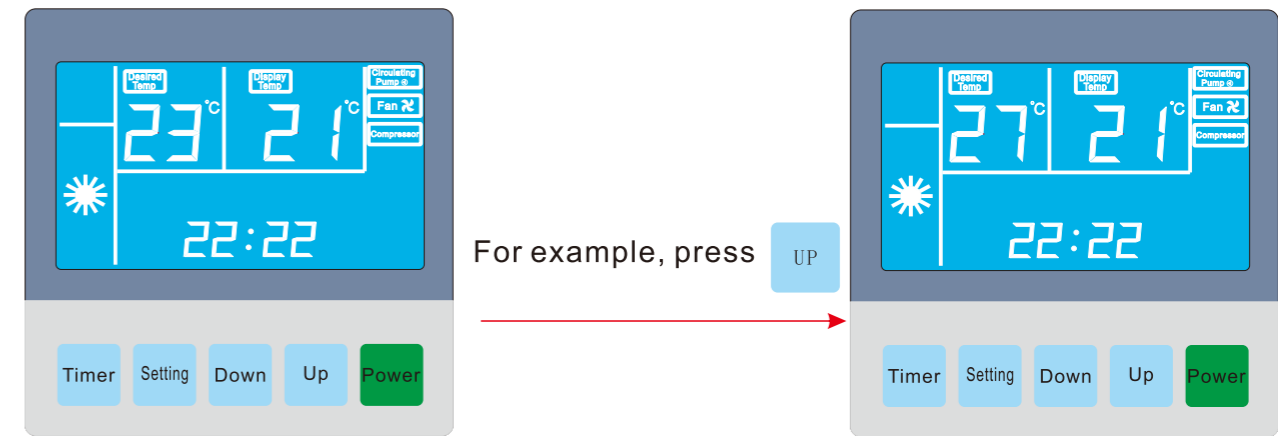 Desired
Temp
23 °C
Display
Temp
21 °C
Circulating
Pump
Fan
Compressor
22:22
Timer
Setting
Down
Up
Power
For example, press UP
Desired
Temp
27 °C
Display
Temp
21 °C
Circulating
Pump
Fan
Compressor
22:22
Timer
Setting
Down
Up
Power